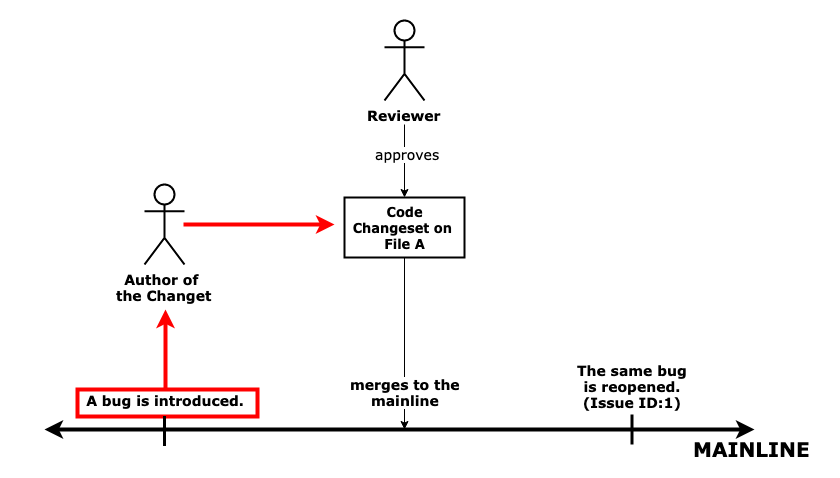 Reviewer
approves
Code
Changeset on
File A
Author of
the Changet
A bug is introduced.
merges to the
mainline
The same bug
is reopened.
(Issue ID:1)
MAINLINE